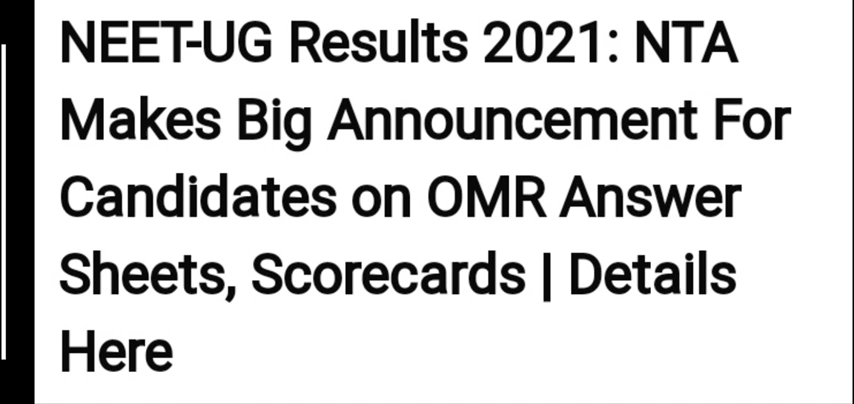 NEET-UG Results 2021: NTA
Makes Big Announcement For
Candidates on OMR Answer
Sheets, Scorecards | Details
Here